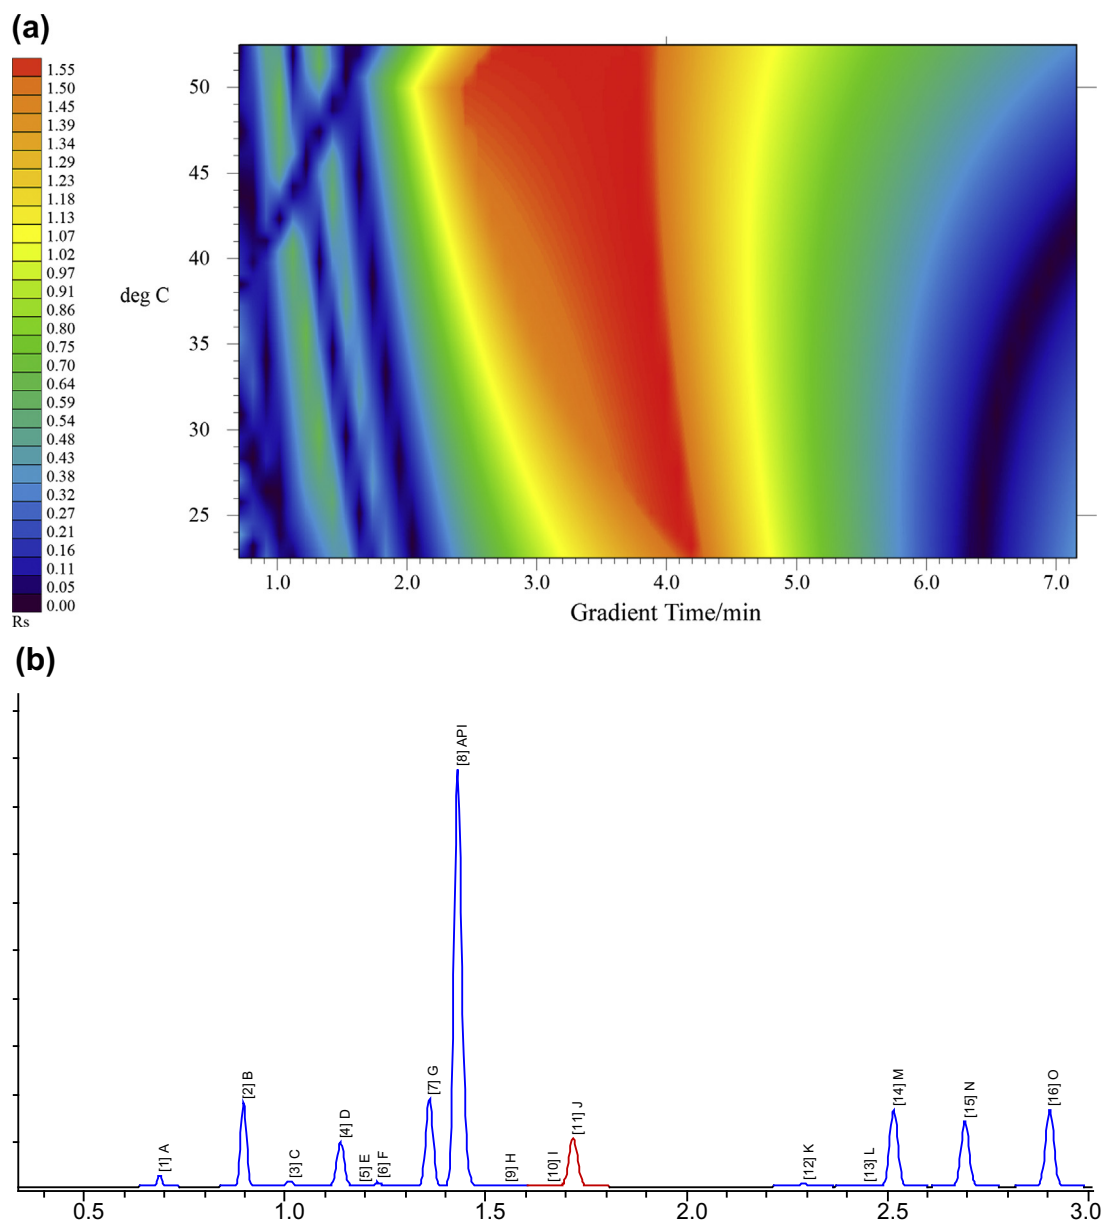 (a)
1.55
1.50
1.45
1.39
1.34
1.29
1.23
1.18
1.13
1.07
1.02
0.97
0.91
0.86
0.80
0.75
0.70
0.64
0.59
0.54
0.48
0.43
0.38
0.32
0.27
0.21
0.16
0.11
0.05
0.00
Rs
deg C
50
45
40
35
30
25
1.0 2.0 3.0 4.0 5.0 6.0 7.0
Gradient Time/min
(b)
[1] A
[2] B
[3] C
[4] D
[5] E
[6] F
[7] G
[8] API
[9] H
[10] I
[11] J
[12] K
[13] L
[14] M
[15] N
[16] O
0.5 1.0 1.5 2.0 2.5 3.0